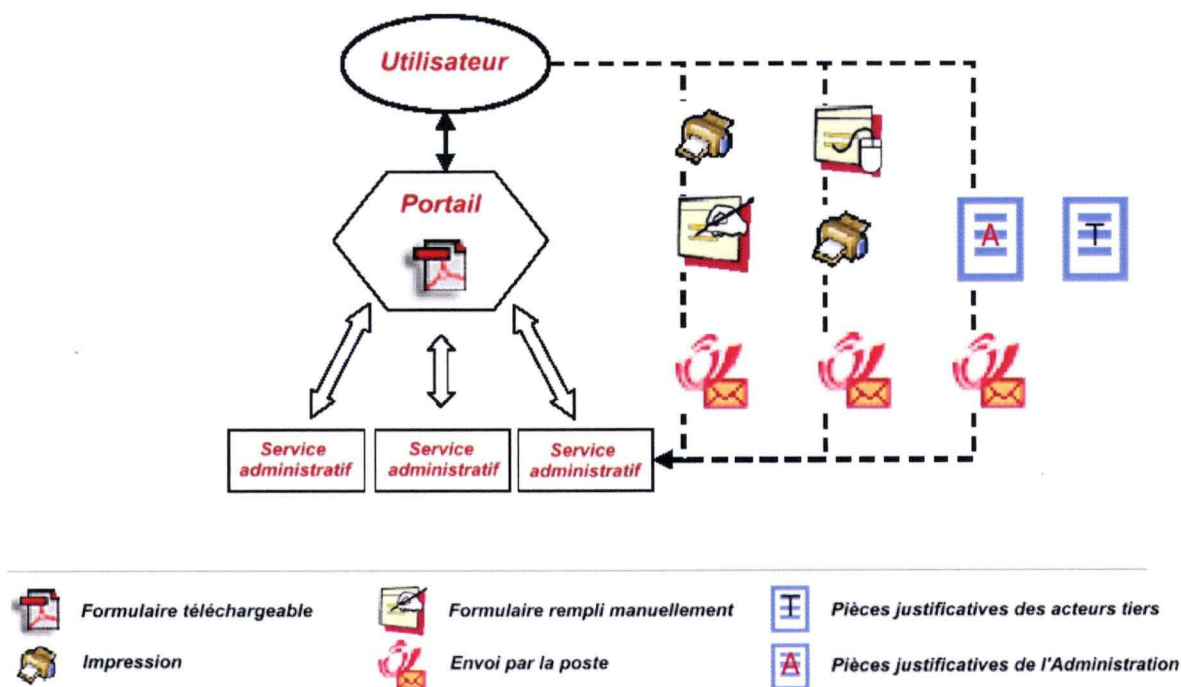 Utilisateur
Portail
A
T
Service
administratif
Service
administratif
Service
administratif
Formulaire téléchargeable
Formulaire rempli manuellement
T
Pièces justificatives des acteurs tiers
Impression
Envoi par la poste
A
Pièces justificatives de l'Administration